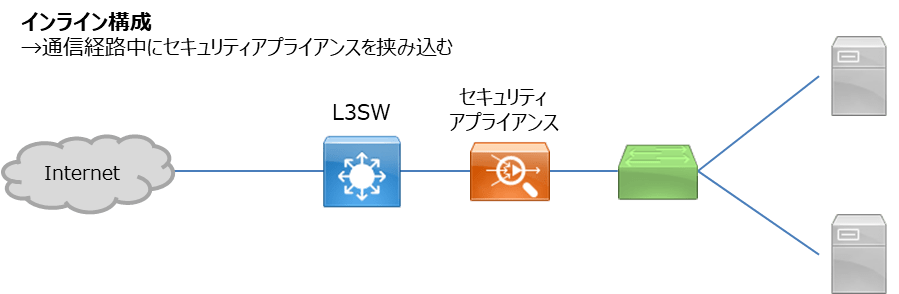 インライン構成
→通信経路中にセキュリティアプライアンスを挟み込む
セキュリティ
アプライアンス
L3SW
Internet